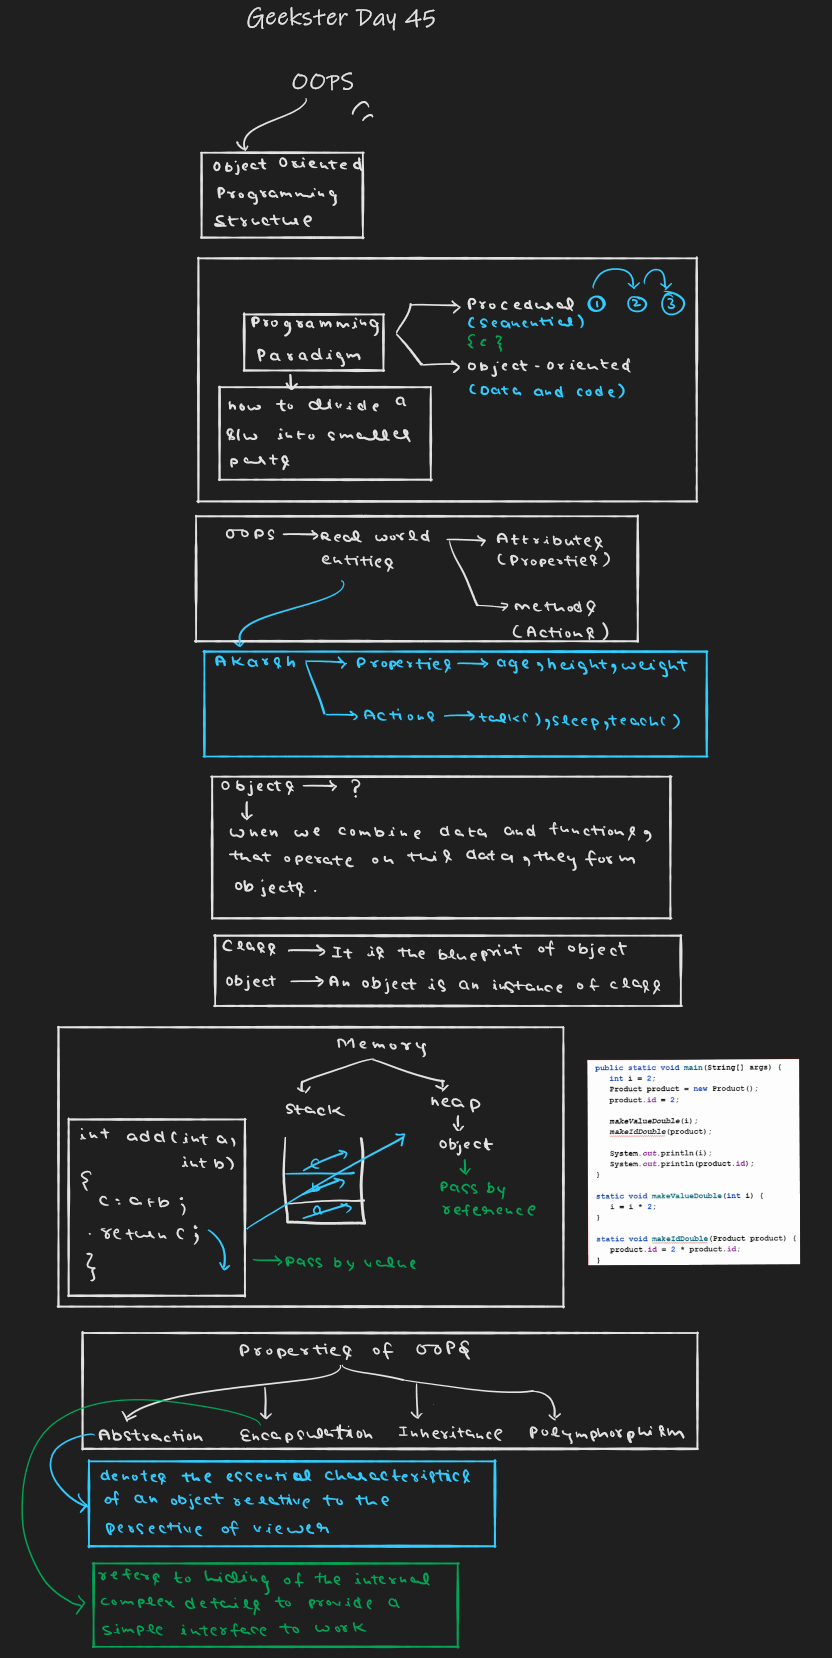 Geekster Day 45
OOPS
Object Oriented
Programming
Structure
Programming
Paradigm
Procedural ① ② ③
(Sequential)
{C}
object-oriented
(Data and code)
how to divide a
S/w into smaller
parts
OOPS Real world
entities
Attributes
(Properties)
methods
(Actions)
Akarsh Properties age, height, weight
Actions talk(), sleep, teach()
Objects ?
when we combine data and functions,
that operate on this data, they form
objects.
Class It is the blueprint of object
object An object is an instance of class
Memory
Stack
heap
object
Pass by
reference
int add(int a,
int b)
{
c=a+b;
return c;
}
c
b
a
Pass by value
public static void main(String[] args) {
int i = 2;
Product product = new Product();
product.id = 2;
makeValueDouble(i);
makeIdDouble(product);
System.out.println(i);
System.out.println(product.id);
}
static void makeValueDouble(int i) {
i = i * 2;
}
static void makeIdDouble(Product product) {
product.id = 2 * product.id;
}
Properties of OOPS
Abstraction Encapsulation Inheritance Polymphorphism
denotes the essential characteristics
of an object relative to the
persective of viewer
refers to hiding of the internal
complex details to provide a
simple interface to work